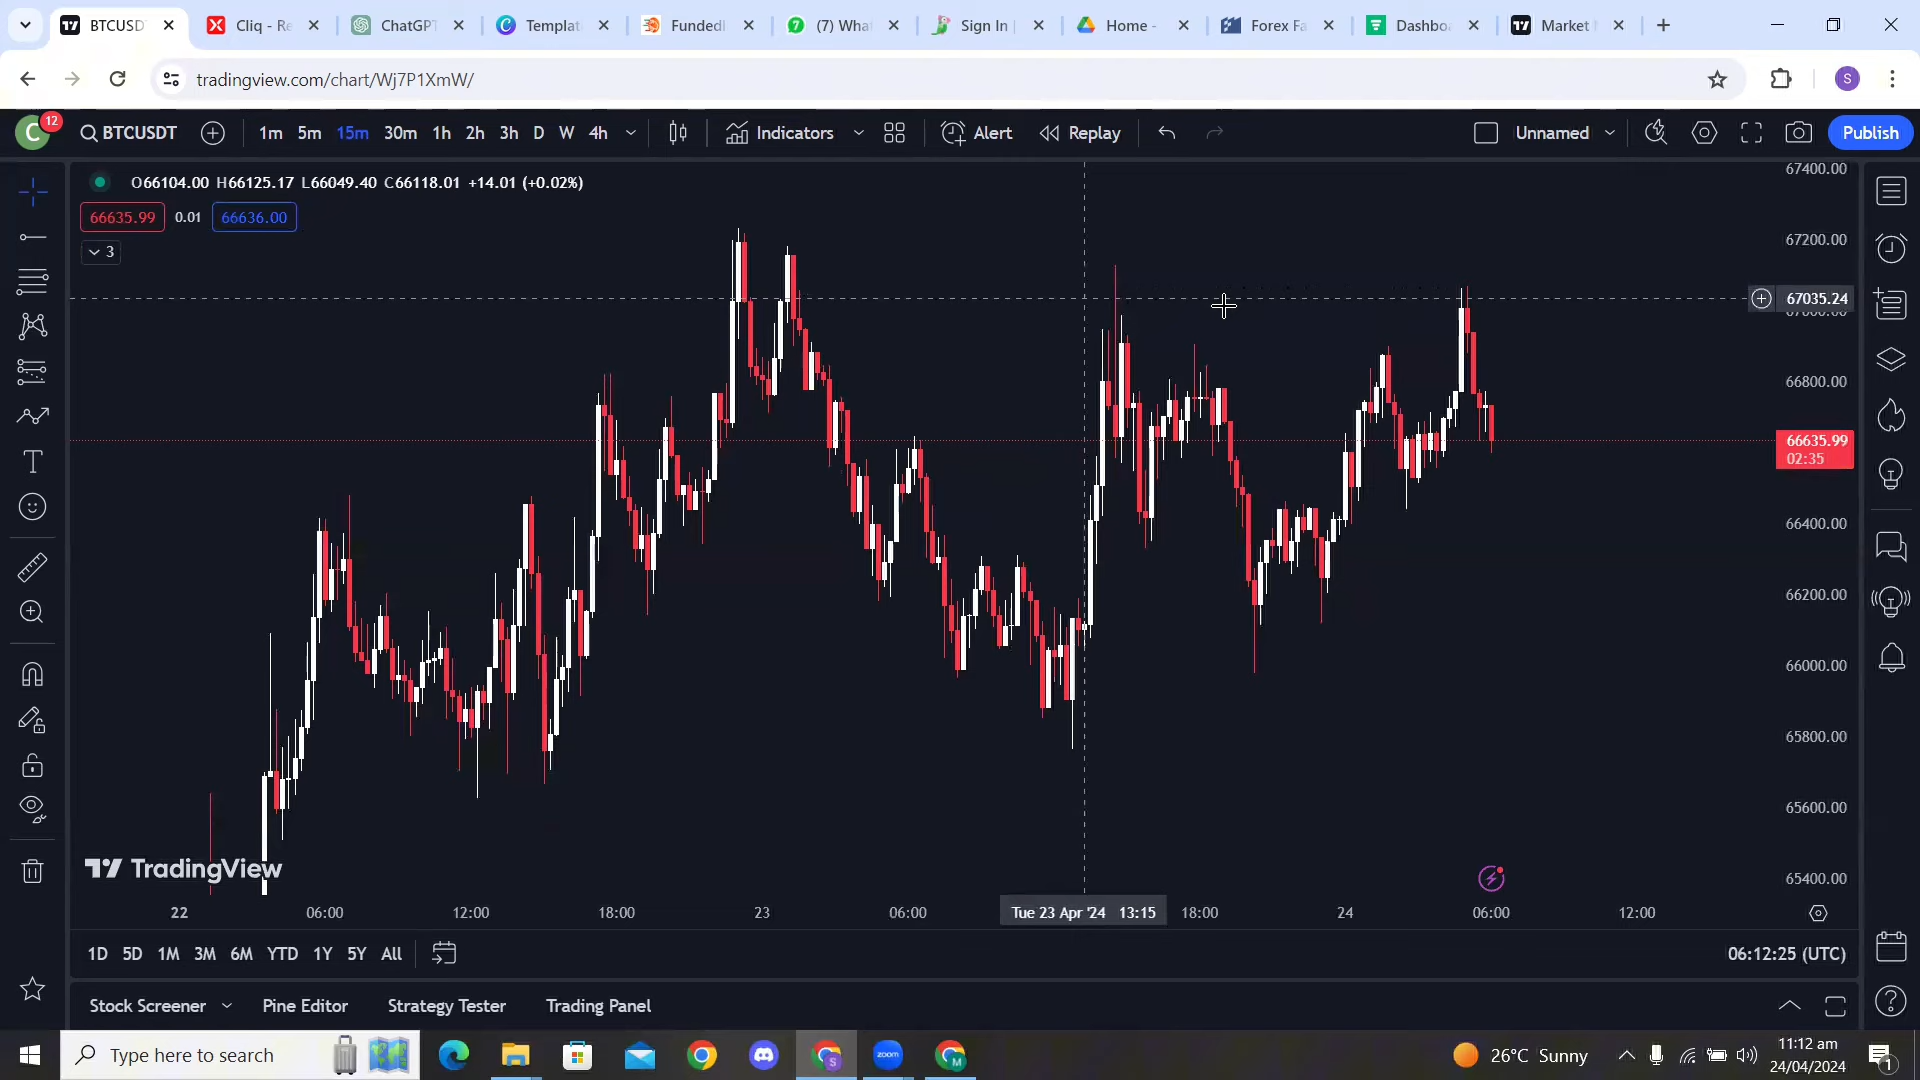 BTCUSD
Cliq - Re
ChatGPT
Templat
Fundedl
(7) Wha
Sign In |
Home -
Forex Fa
Dashbo
Market
tradingview.com/chart/Wj7P1XmW/
C
12
BTCUSDT
1m 5m 15m 30m 1h 2h 3h D W 4h
Indicators
Alert
Replay
Unnamed
Publish
O66104.00 H66125.17 L66049.40 C66118.01 +14.01 (+0.02%)
66635.99 0.01 66636.00
3
67400.00
67200.00
67035.24
67000.00
66800.00
66635.99
02:35
66400.00
66200.00
66000.00
65800.00
65600.00
65400.00
TradingView
22 06:00 12:00 18:00 23 06:00 Tue 23 Apr '24 13:15 18:00 24 06:00 12:00
1D 5D 1M 3M 6M YTD 1Y 5Y All
06:12:25 (UTC)
Stock Screener Pine Editor Strategy Tester Trading Panel
Type here to search
zoom
26°C Sunny
11:12 am
24/04/2024
1